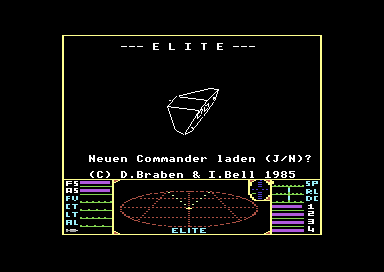 --- E L I T E ---
Neuen Commander laden (J/N)?
(C) D.Braben & I.Bell 1985
FS
AS
FU
CT
LT
AL
SP
RL
DC
1
2
3
4
ELITE